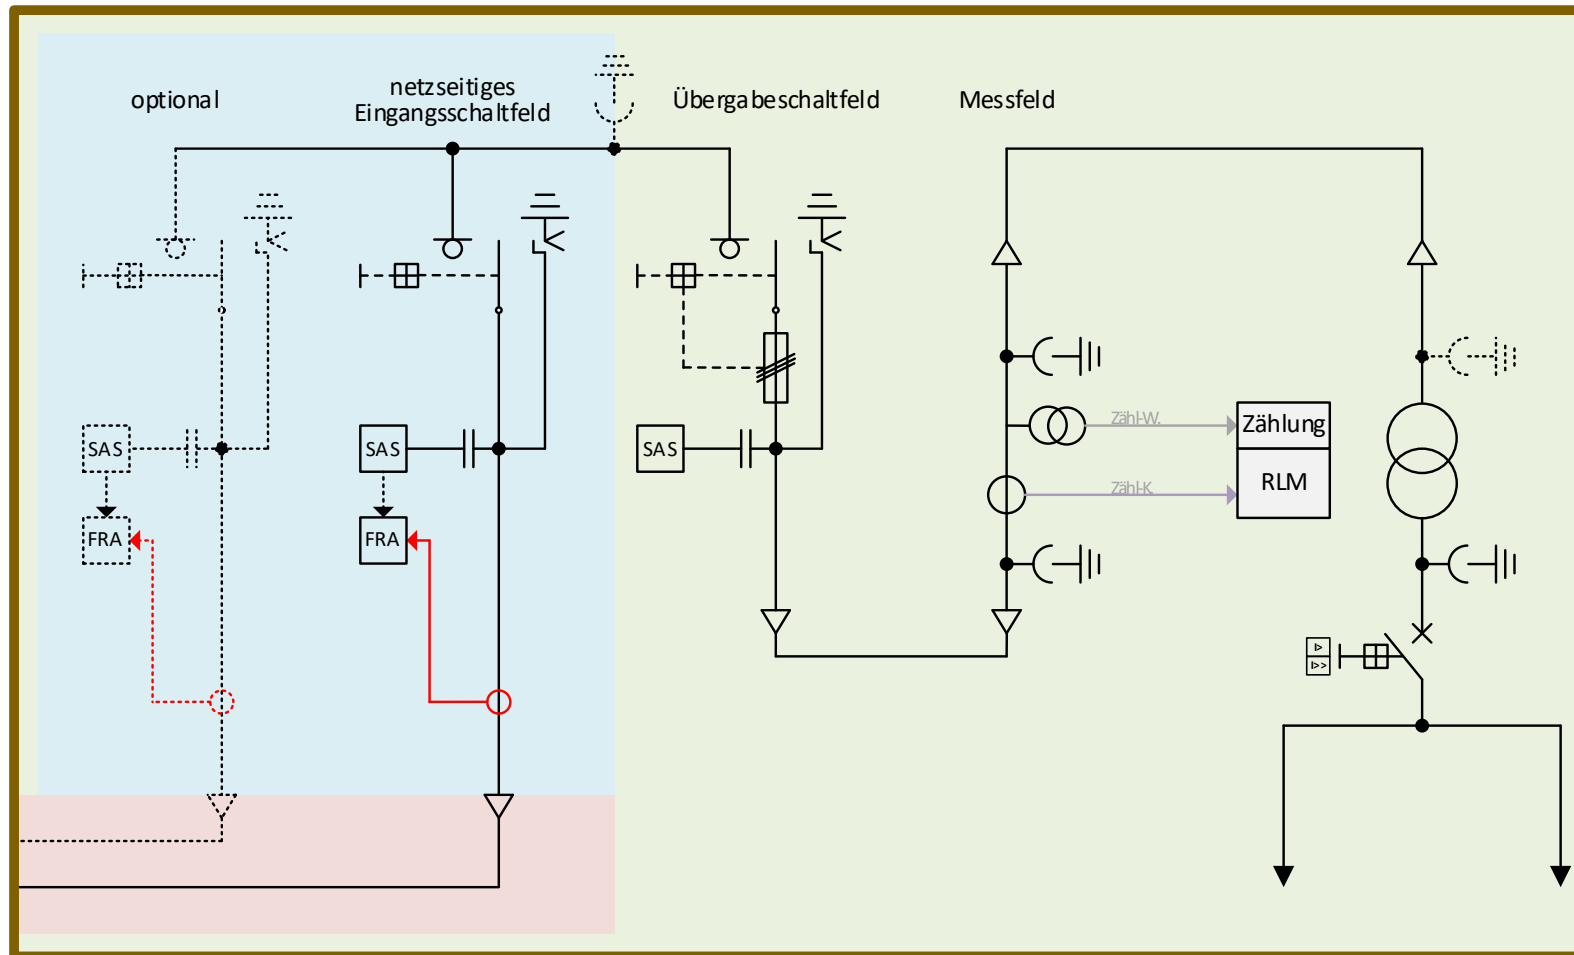 optional
netzseitiges
Eingangsschaltfeld
Übergabeschaltfeld
Messfeld
SAS
SAS
SAS
Zähl-W.
Zählung
Zähl-K.
RLM
FRA
FRA
I>
I>>